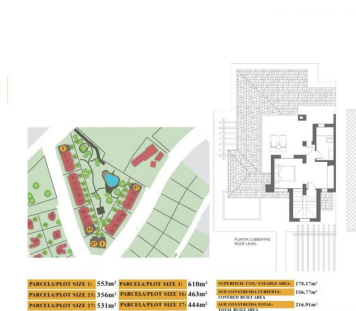 PLANTA CUBIERTAS
ROOF LEVEL
PARCELA/PLOT SIZE 1: 553m² PARCELA/PLOT SIZE 1: 610m²
PARCELA/PLOT SIZE 25: 356m² PARCELA/PLOT SIZE 16: 463m²
PARCELA/PLOT SIZE 27: 531m² PARCELA/PLOT SIZE 17: 444m²
SUPERFICIE UTIL, USEABLE AREA: 178.17m²
SUP. CONSTRUIDA CUBIERTA: 156.77m²
COVERED BUILT AREA
SUP. CONSTRUIDA TOTAL: 216.91m²
TOTAL BUILT AREA